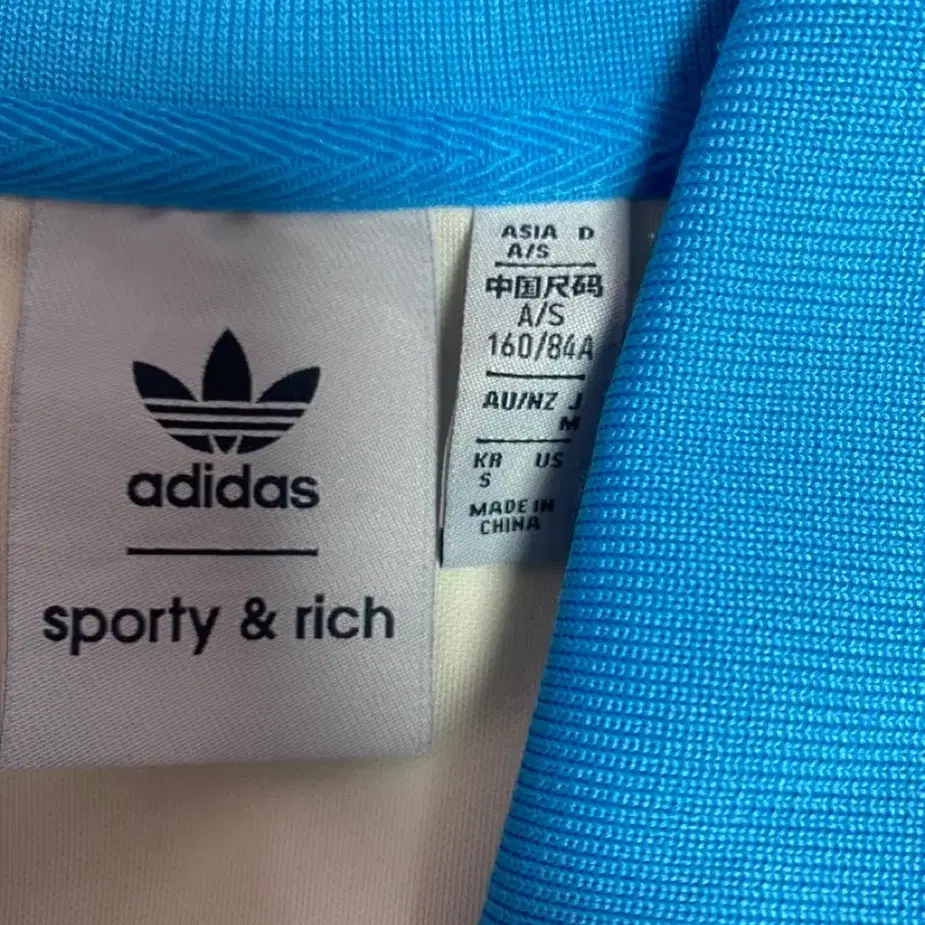 adidas
sporty & rich
ASIA D
A/S
中国尺码
A/S
160/84A
AU/NZ J
M
KR US
S
MADE IN
CHINA